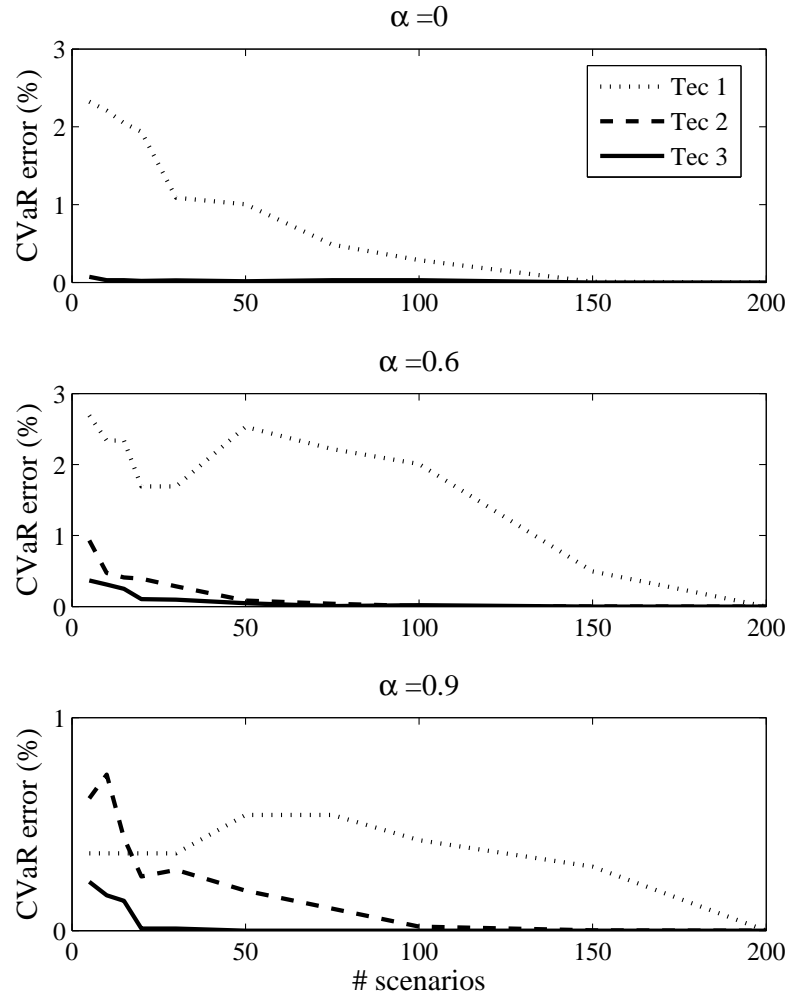 α =0
CVaR error (%)
3
2
1
0
Tec 1
Tec 2
Tec 3
0 50 100 150 200
α =0.6
CVaR error (%)
3
2
1
0
0 50 100 150 200
α =0.9
CVaR error (%)
1
0
0 50 100 150 200
# scenarios